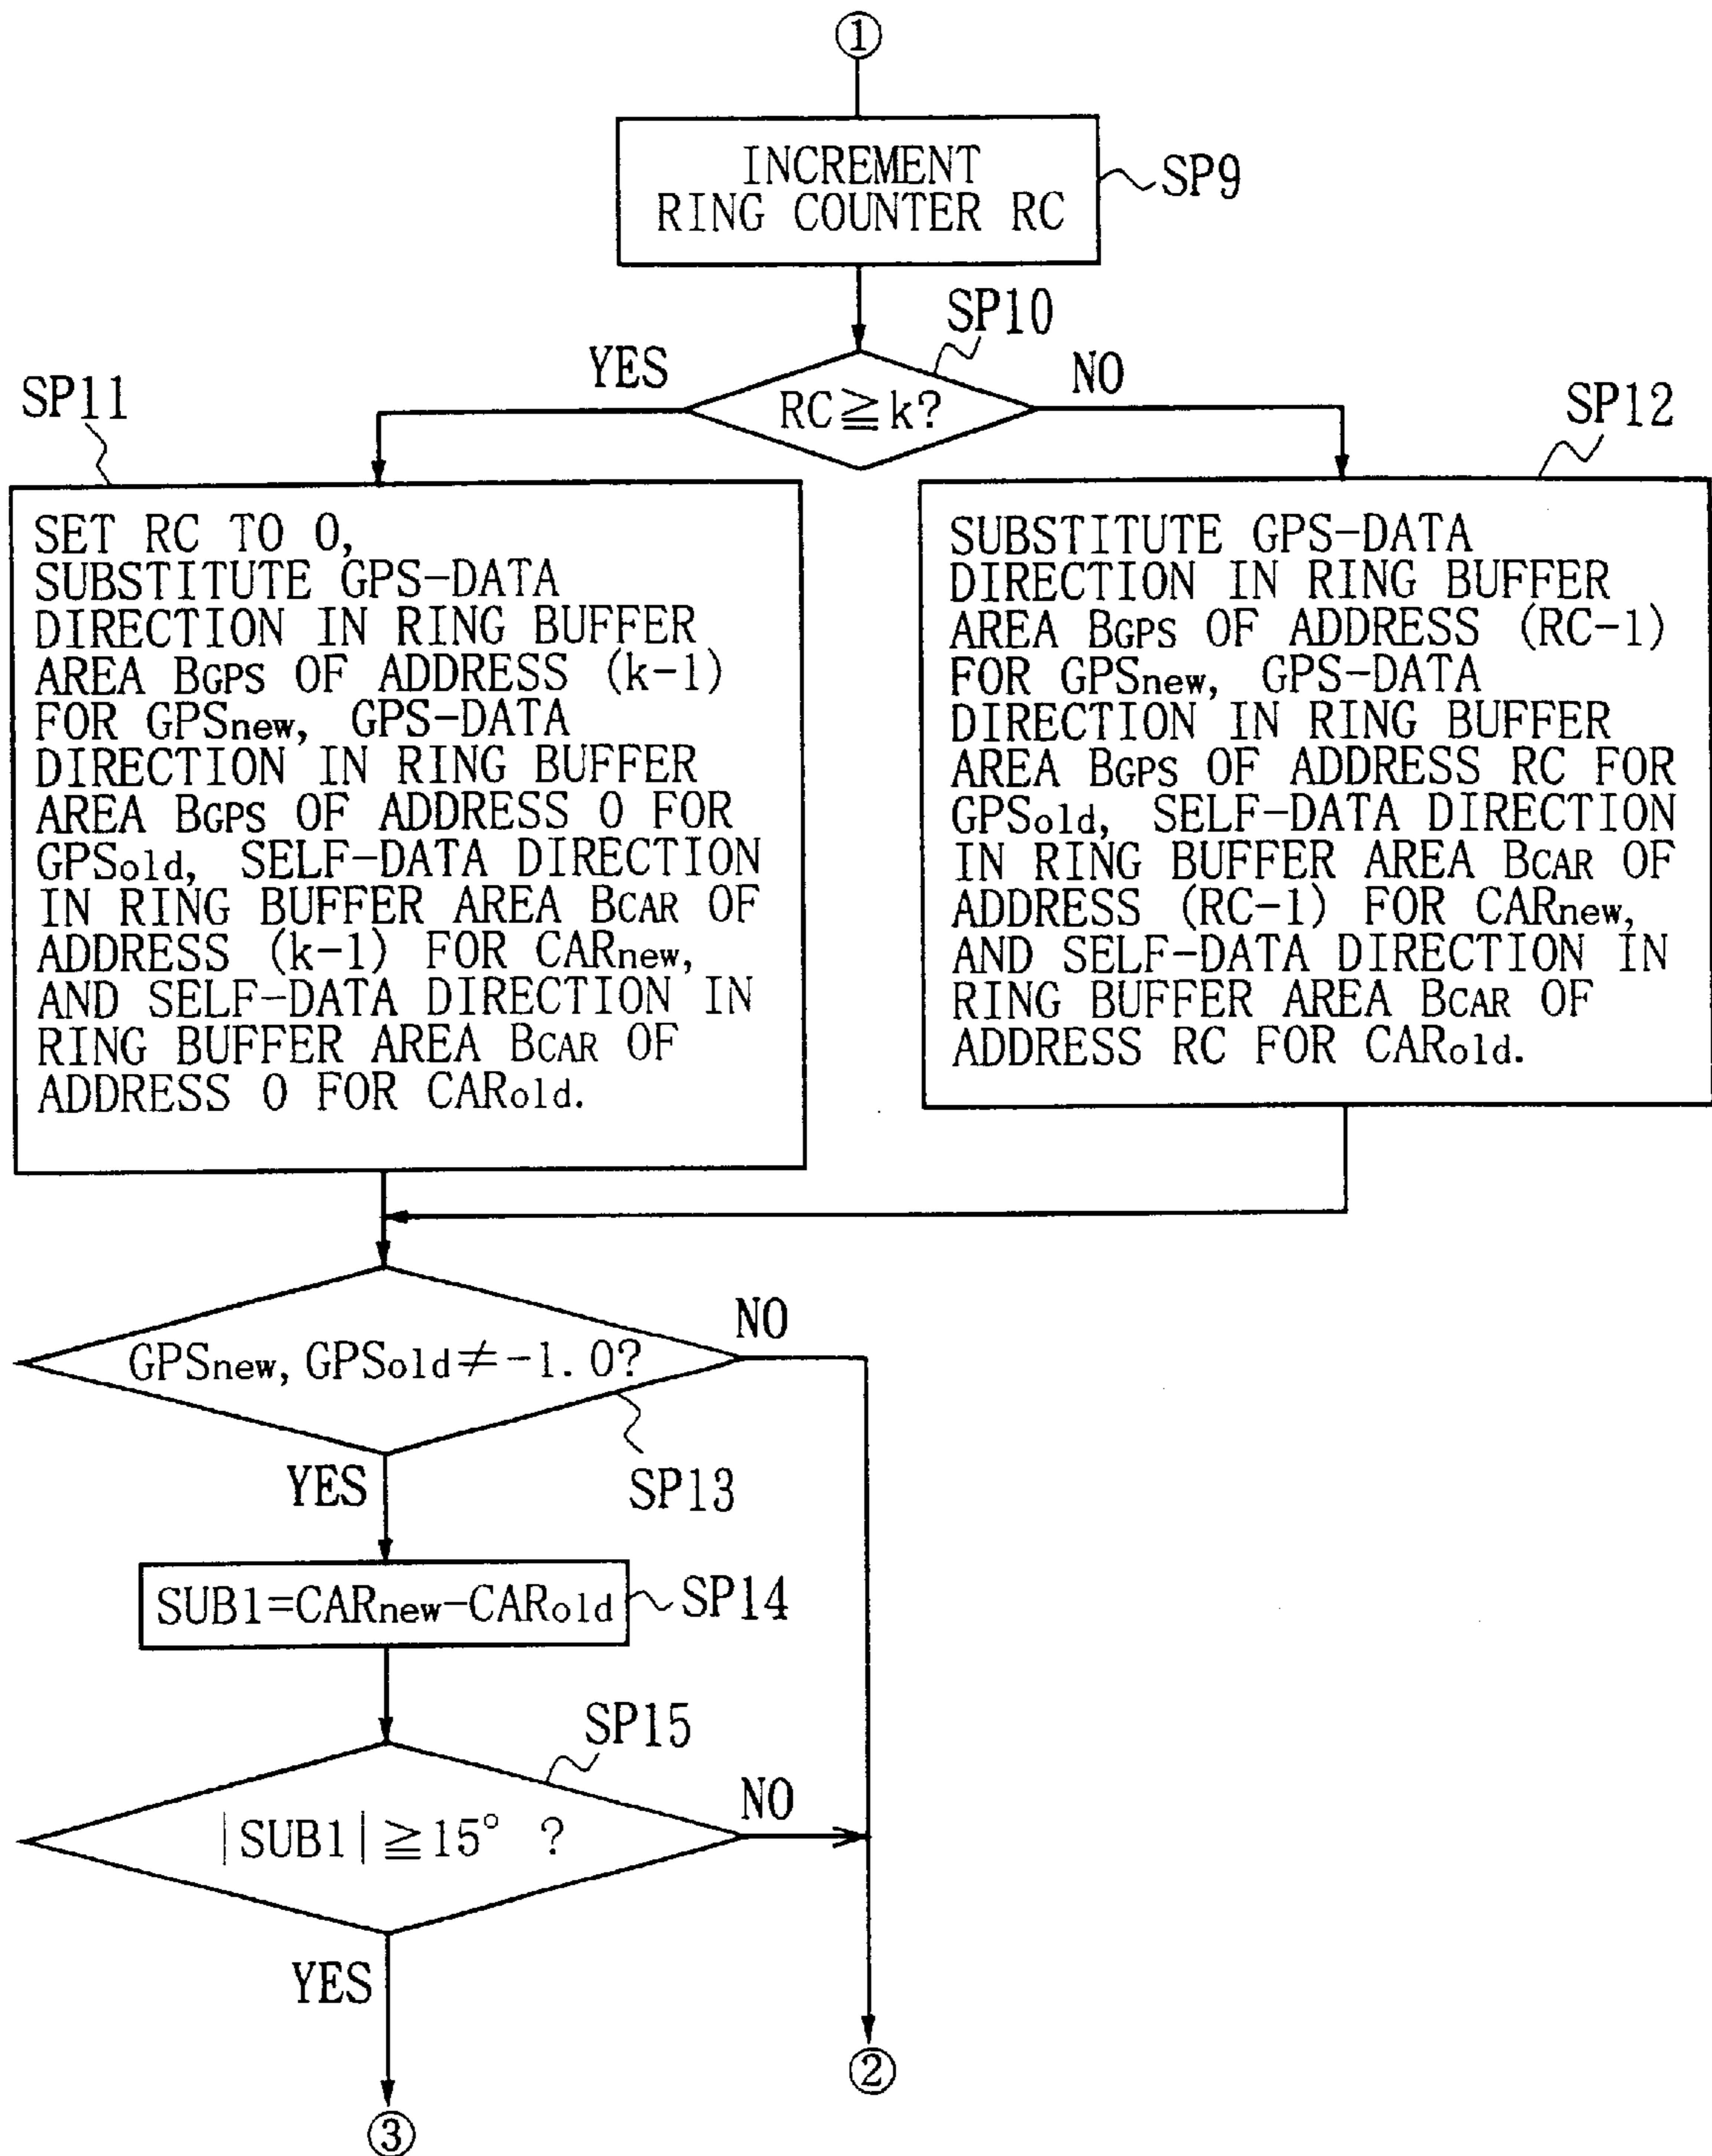 ①
INCREMENT
RING COUNTER RC
SP9
SP10
YES
NO
RC≧k?
SP11
SP12
SET RC TO 0,
SUBSTITUTE GPS-DATA
DIRECTION IN RING BUFFER
AREA BGPS OF ADDRESS (k-1)
FOR GPSnew, GPS-DATA
DIRECTION IN RING BUFFER
AREA BGPS OF ADDRESS 0 FOR
GPSold, SELF-DATA DIRECTION
IN RING BUFFER AREA BCAR OF
ADDRESS (k-1) FOR CARnew,
AND SELF-DATA DIRECTION IN
RING BUFFER AREA BCAR OF
ADDRESS 0 FOR CARold.
SUBSTITUTE GPS-DATA
DIRECTION IN RING BUFFER
AREA BGPS OF ADDRESS (RC-1)
FOR GPSnew, GPS-DATA
DIRECTION IN RING BUFFER
AREA BGPS OF ADDRESS RC FOR
GPSold, SELF-DATA DIRECTION
IN RING BUFFER AREA BCAR OF
ADDRESS (RC-1) FOR CARnew,
AND SELF-DATA DIRECTION IN
RING BUFFER AREA BCAR OF
ADDRESS RC FOR CARold.
GPSnew, GPSold≠-1.0?
NO
YES
SP13
SUB1=CARnew-CARold
SP14
SP15
|SUB1|≧15° ?
NO
YES
②
③